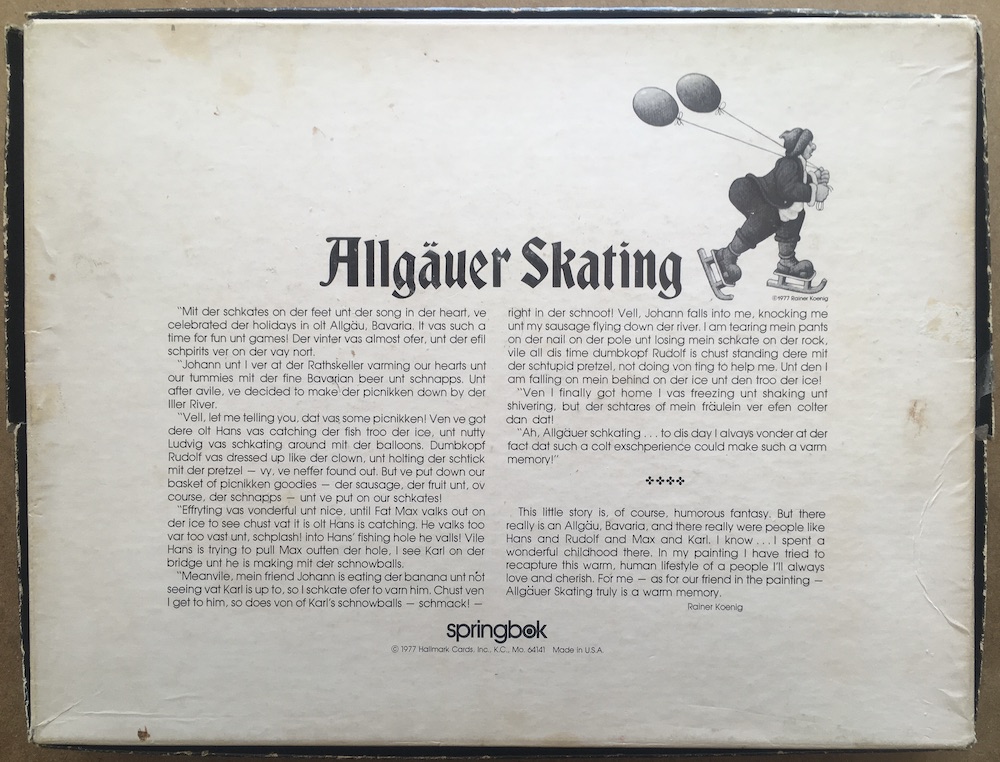 ©1977 Rainer Koenig
Allgäuer Skating
"Mit der schkates on der feet unt der song in der heart, ve
celebrated der holidays in olt Allgäu, Bavaria. It vas such a
time for fun unt games! Der vinter vas almost ofer, unt der efil
schpirits ver on der vay nort.
"Johann unt I ver at der Rathskeller varming our hearts unt
our tummies mit der fine Bavarian beer unt schnapps. Unt
after avile, ve decided to make der picnikken down by der
Iller River.
"Vell, let me telling you, dat vas some picnikken! Ven ve got
dere olt Hans vas catching der fish troo der ice, unt nutty
Ludvig vas schkating around mit der balloons. Dumbkopf
Rudolf vas dressed up like der clown, unt holting der schtick
mit der pretzel — vy, ve neffer found out. But ve put down our
basket of picnikken goodies — der sausage, der fruit unt, ov
course, der schnapps — unt ve put on our schkates!
"Effryting vas vonderful unt nice, until Fat Max valks out on
der ice to see chust vat it is olt Hans is catching. He valks too
var too vast unt, schplash! into Hans' fishing hole he valls! Vile
Hans is trying to pull Max outten der hole, I see Karl on der
bridge unt he is making mit der schnowballs.
"Meanvile, mein friend Johann is eating der banana unt not
seeing vat Karl is up to, so I schkate ofer to varn him. Chust ven
I get to him, so does von of Karl's schnowballs — schmack! —
right in der schnoot! Vell, Johann falls into me, knocking me
unt my sausage flying down der river. I am tearing mein pants
on der nail on der pole unt losing mein schkate on der rock,
vile all dis time dumbkopf Rudolf is chust standing dere mit
der schtupid pretzel, not doing von ting to help me. Unt den I
am falling on mein behind on der ice unt den troo der ice!
"Ven I finally got home I vas freezing unt shaking unt
shivering, but der schtares of mein fräulein ver efen colter
dan dat!
"Ah, Allgäuer schkating . . . to dis day I alvays vonder at der
fact dat such a colt exschperience could make such a varm
memory!"
This little story is, of course, humorous fantasy. But there
really is an Allgäu, Bavaria, and there really were people like
Hans and Rudolf and Max and Karl. I know . . . I spent a
wonderful childhood there. In my painting I have tried to
recapture this warm, human lifestyle of a people I'll always
love and cherish. For me — as for our friend in the painting —
Allgäuer Skating truly is a warm memory.
Rainer Koenig
springbok
© 1977 Hallmark Cards, Inc., K.C., Mo. 64141 Made in U.S.A.